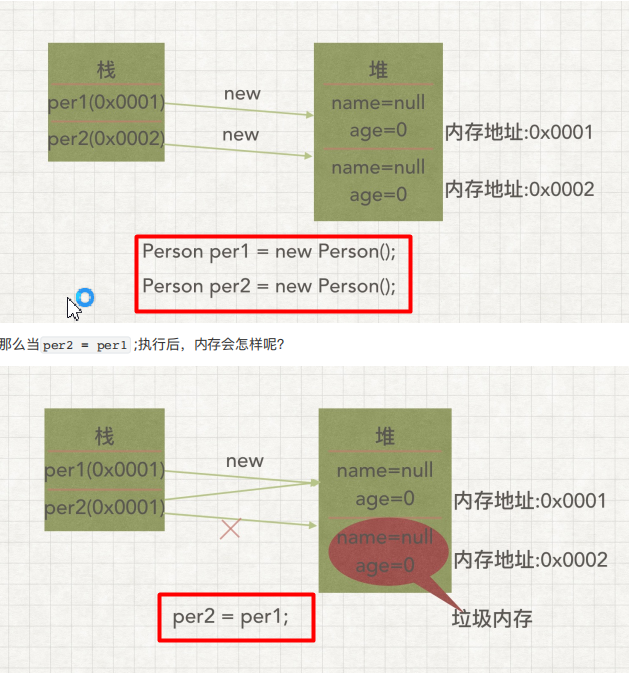 栈
堆
per1(0x0001)
new
name=null
age=0
内存地址:0x0001
per2(0x0002)
new
name=null
age=0
内存地址:0x0002
Person per1 = new Person();
Person per2 = new Person();
那么当per2 = per1;执行后，内存会怎样呢?
栈
堆
per1(0x0001)
new
name=null
age=0
内存地址:0x0001
per2(0x0001)
name=null
age=0
内存地址:0x0002
per2 = per1;
垃圾内存